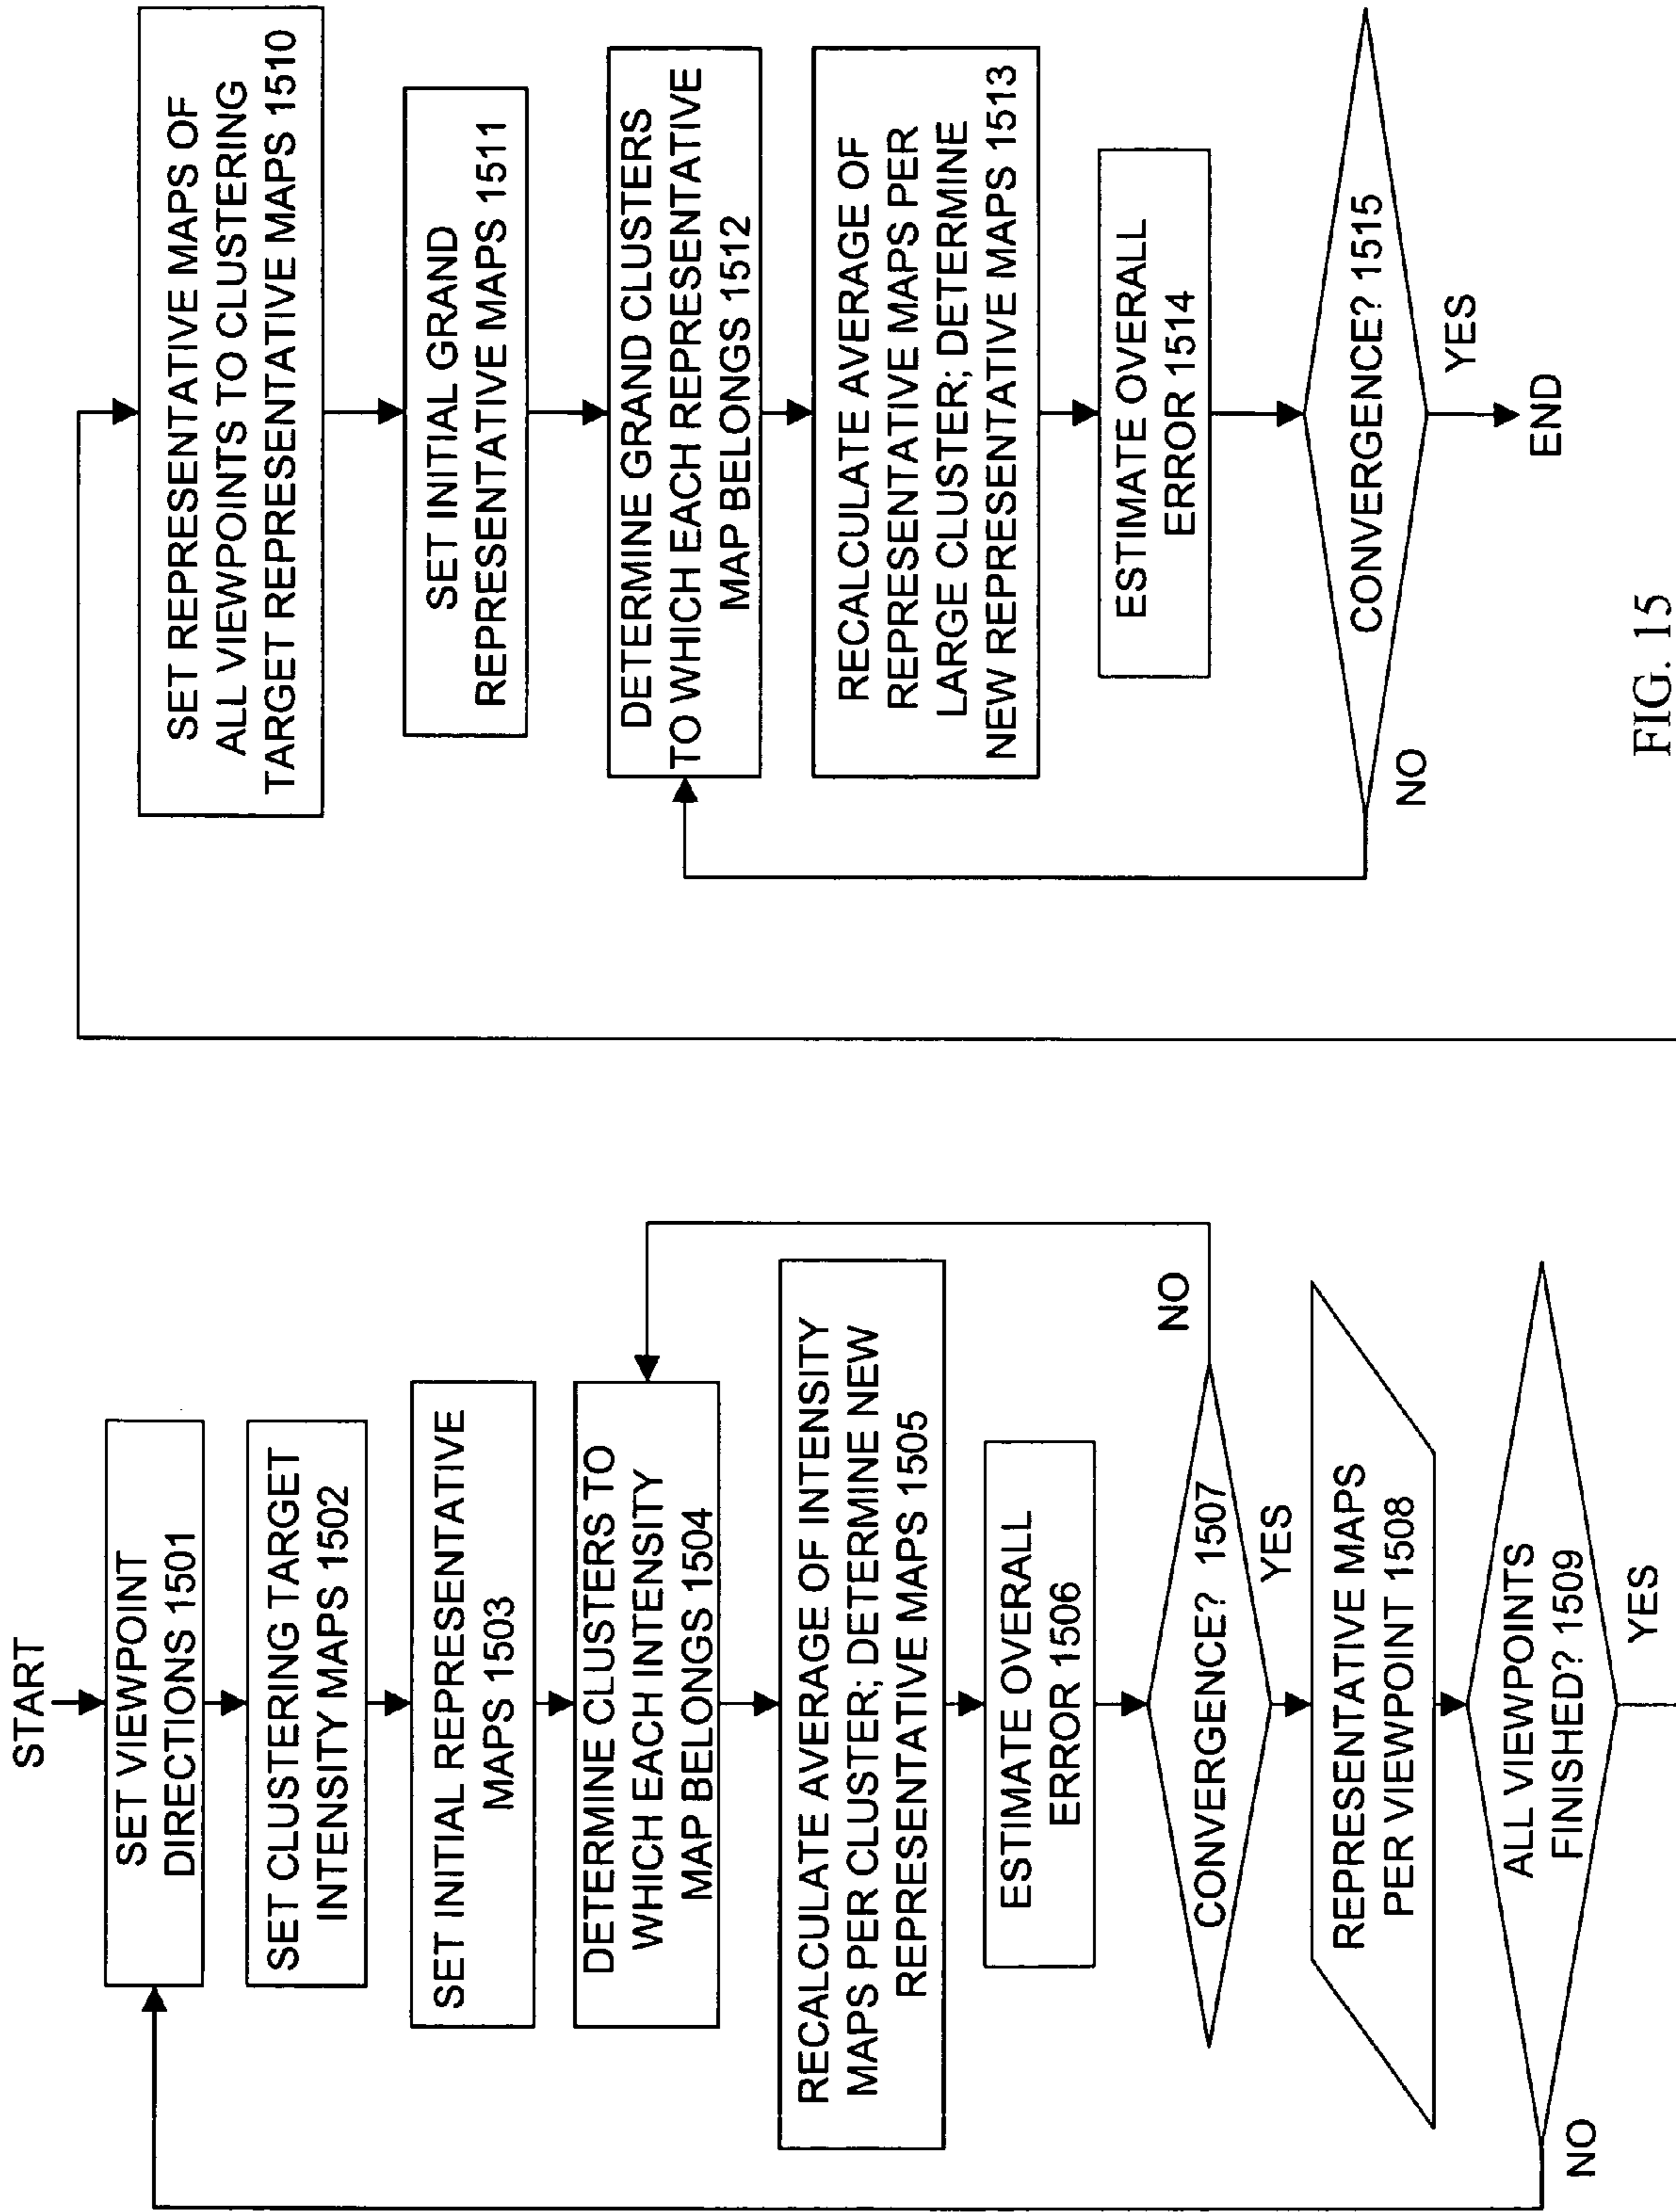 START
SET VIEWPOINT
DIRECTIONS 1501
SET CLUSTERING TARGET
INTENSITY MAPS 1502
SET INITIAL REPRESENTATIVE
MAPS 1503
DETERMINE CLUSTERS TO
WHICH EACH INTENSITY
MAP BELONGS 1504
RECALCULATE AVERAGE OF INTENSITY
MAPS PER CLUSTER; DETERMINE NEW
REPRESENTATIVE MAPS 1505
ESTIMATE OVERALL
ERROR 1506
CONVERGENCE? 1507
NO
YES
REPRESENTATIVE MAPS
PER VIEWPOINT 1508
ALL VIEWPOINTS
FINISHED? 1509
NO
YES
SET REPRESENTATIVE MAPS OF
ALL VIEWPOINTS TO CLUSTERING
TARGET REPRESENTATIVE MAPS 1510
SET INITIAL GRAND
REPRESENTATIVE MAPS 1511
DETERMINE GRAND CLUSTERS
TO WHICH EACH REPRESENTATIVE
MAP BELONGS 1512
RECALCULATE AVERAGE OF
REPRESENTATIVE MAPS PER
LARGE CLUSTER; DETERMINE
NEW REPRESENTATIVE MAPS 1513
ESTIMATE OVERALL
ERROR 1514
CONVERGENCE? 1515
NO
YES
END
FIG. 15